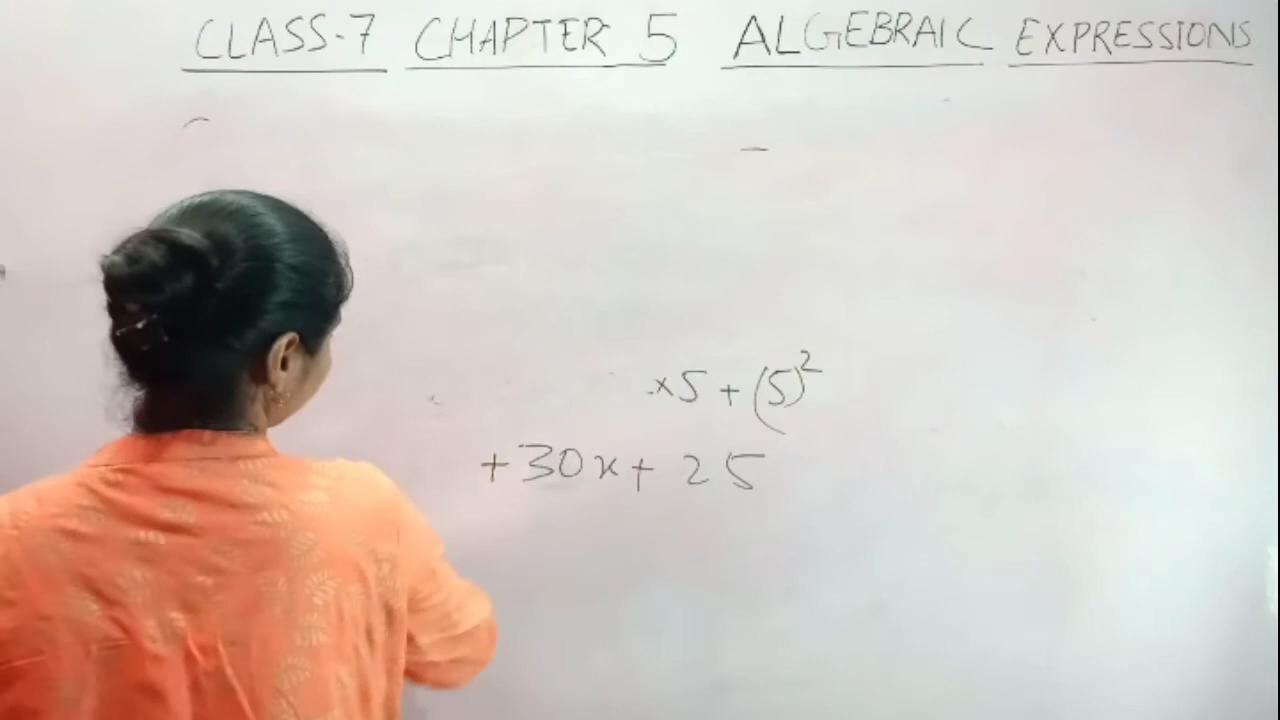 CLASS-7 CHAPTER 5 ALGEBRAIC EXPRESSIONS
×5 + (5)²
+30x + 25